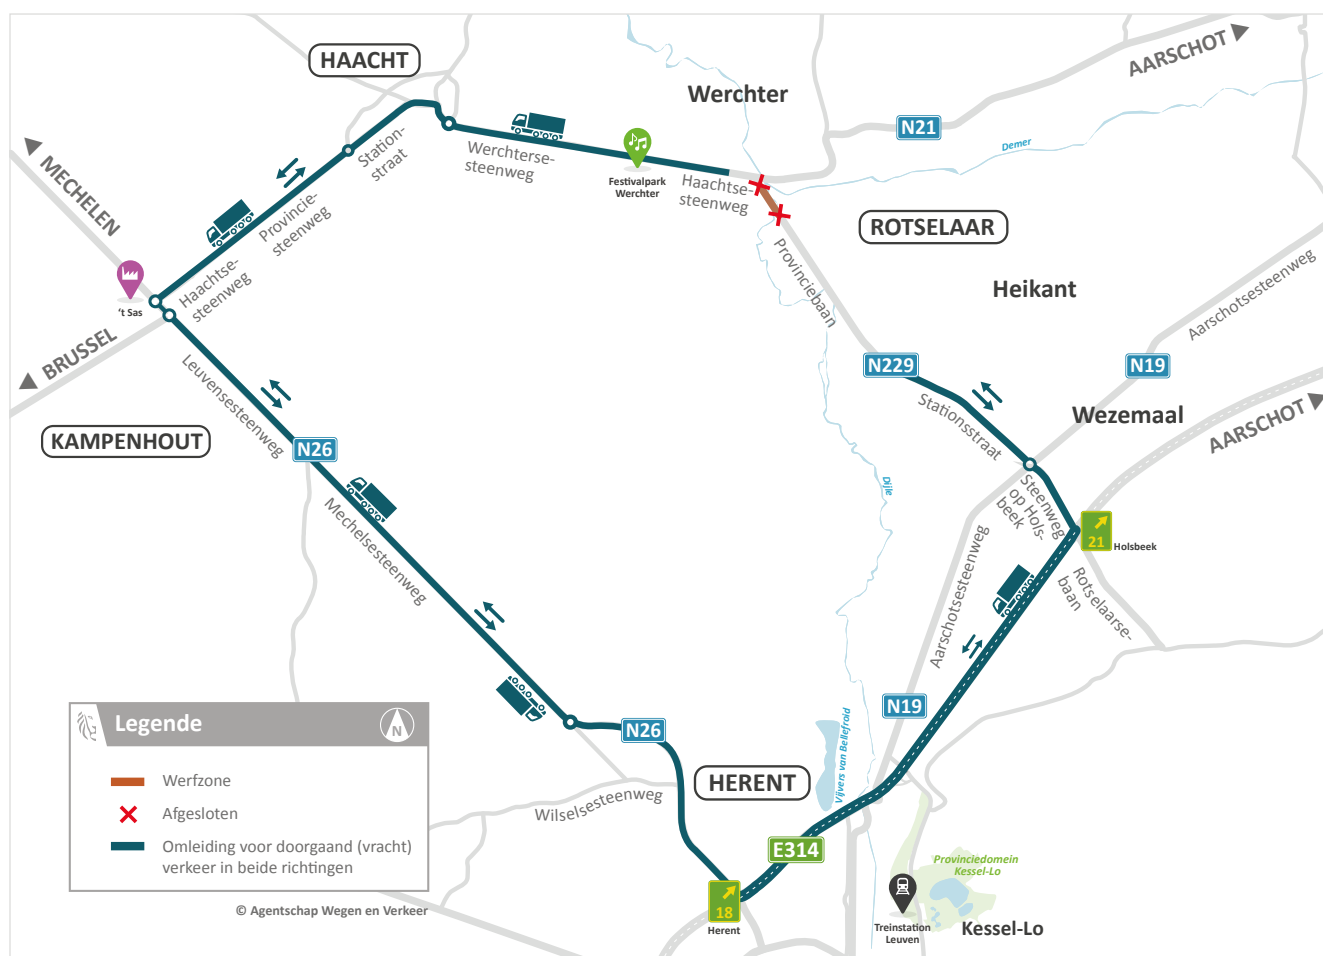 HAACHT
Werchter
AARSCHOT
N21
Demer
MECHELEN
Station-
straat
Werchterse-
steenweg
Festivalpark
Werchter
Haachtse-
steenweg
ROTSELAAR
Provincie-
steenweg
Haachtse-
steenweg
't Sas
BRUSSEL
Provinciebaan
Heikant
Aarschotsesteenweg
N229
N19
Leuvensesteenweg
Stationsstraat
Wezemaal
AARSCHOT
KAMPENHOUT
N26
Mechelsesteenweg
Dijle
Steenweg
op Hols-
beek
21
Holsbeek
Aarschotsesteenweg
Rotselaarse-
baan
N19
N26
Vijvers van Bellefroid
HERENT
Wilselsesteenweg
E314
18
Herent
Provinciedomein
Kessel-Lo
Treinstation
Leuven
Kessel-Lo
Legende
N
Werfzone
Afgesloten
Omleiding voor doorgaand (vracht)
verkeer in beide richtingen
© Agentschap Wegen en Verkeer